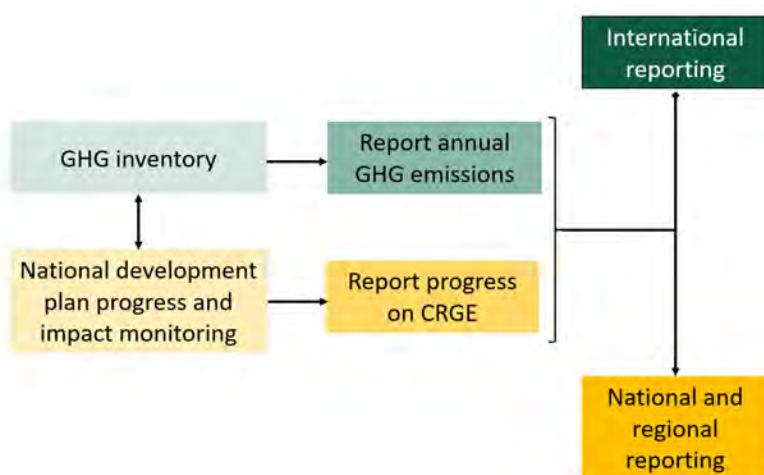 International
reporting
GHG inventory
Report annual
GHG emissions
National development
plan progress and
impact monitoring
Report progress
on CRGE
National and
regional
reporting